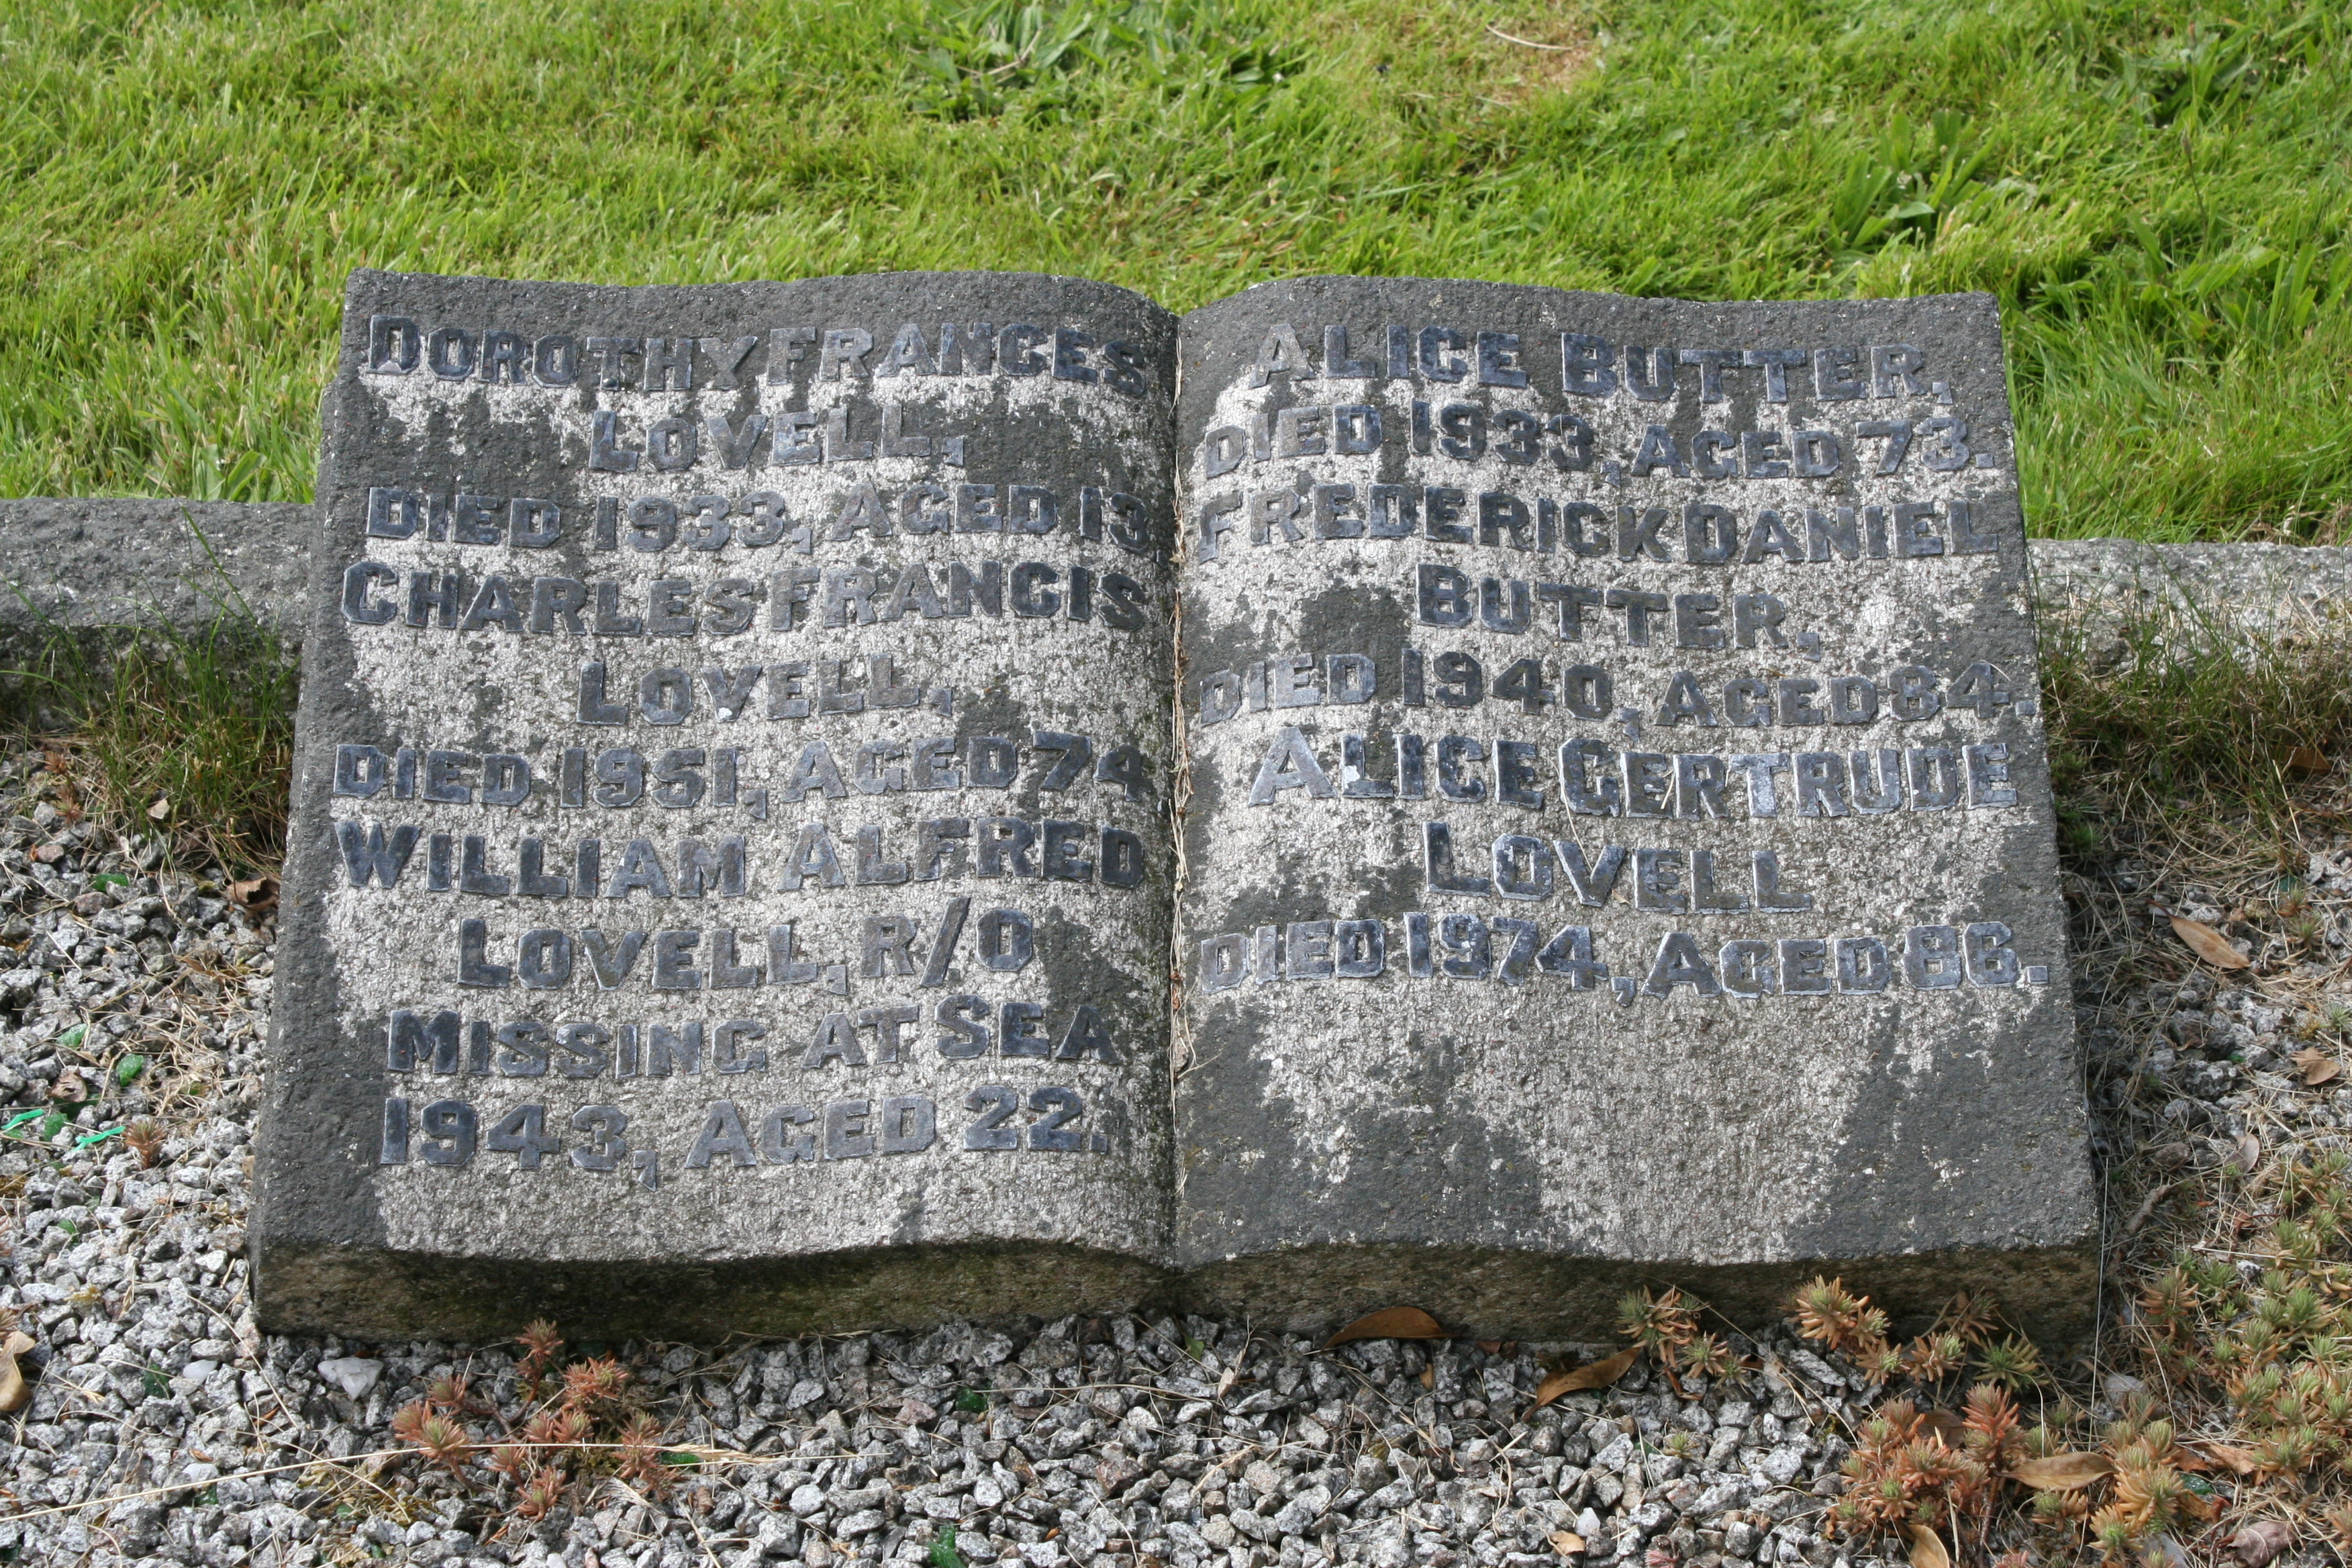 DOROTHY FRANCES
LOVELL,
DIED 1933, AGED 13,
CHARLES FRANCIS
LOVELL,
DIED 1951, AGED 74
WILLIAM ALFRED
LOVELL, R/O
MISSING AT SEA
1943, AGED 22.
ALICE BUTTER,
DIED 1933, AGED 73.
FREDERICK DANIEL
BUTTER,
DIED 1940, AGED 84.
ALICE GERTRUDE
LOVELL
DIED 1974, AGED 86.